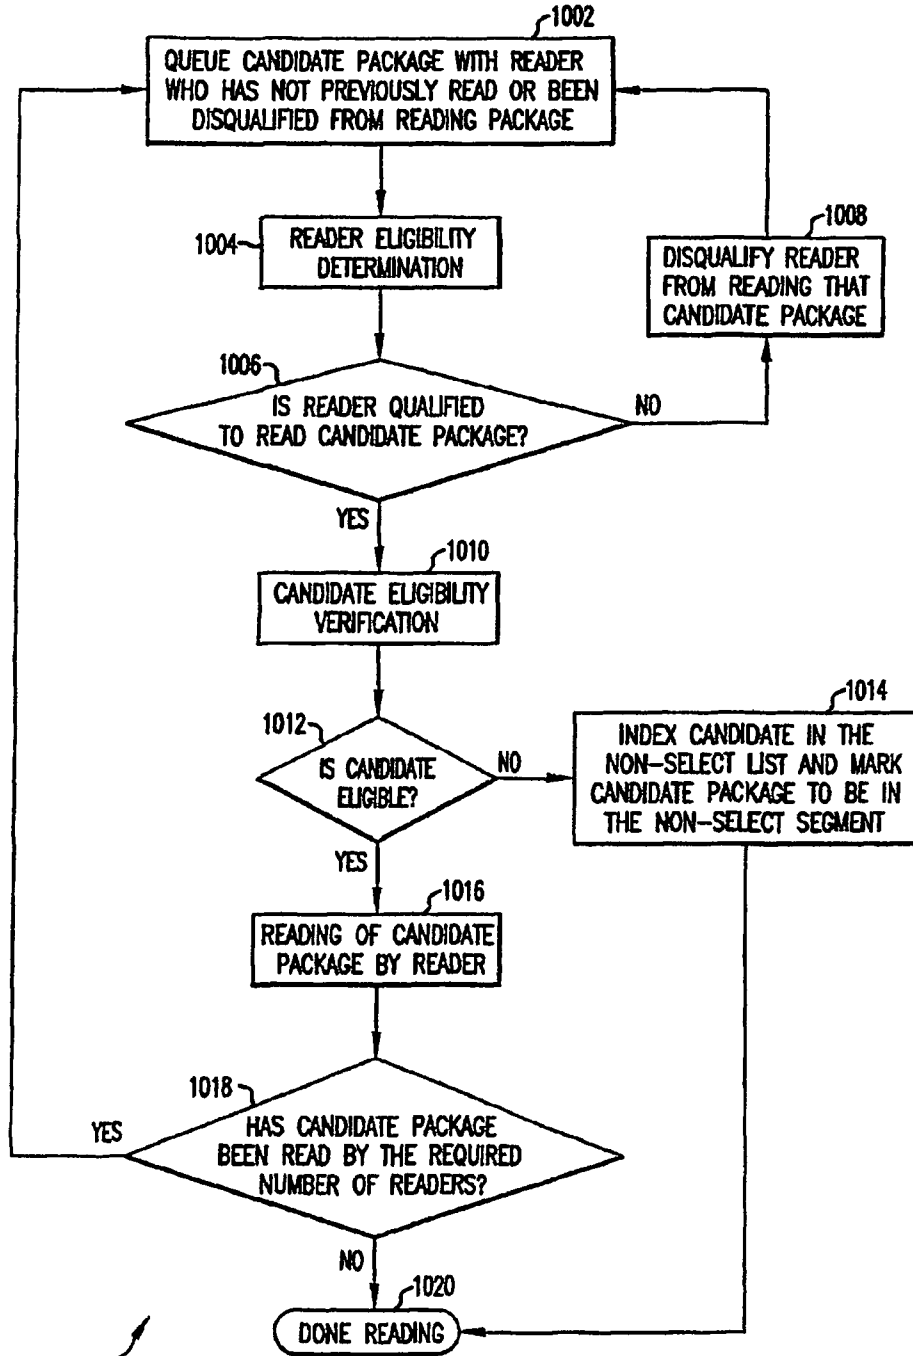 1002
QUEUE CANDIDATE PACKAGE WITH READER
WHO HAS NOT PREVIOUSLY READ OR BEEN
DISQUALIFIED FROM READING PACKAGE
1004
READER ELIGIBILITY
DETERMINATION
1008
DISQUALIFY READER
FROM READING THAT
CANDIDATE PACKAGE
1006
IS READER QUALIFIED
TO READ CANDIDATE PACKAGE?
NO
YES
1010
CANDIDATE ELIGIBILITY
VERIFICATION
1012
IS CANDIDATE
ELIGIBLE?
NO
1014
INDEX CANDIDATE IN THE
NON-SELECT LIST AND MARK
CANDIDATE PACKAGE TO BE IN
THE NON-SELECT SEGMENT
YES
1016
READING OF CANDIDATE
PACKAGE BY READER
1018
HAS CANDIDATE PACKAGE
BEEN READ BY THE REQUIRED
NUMBER OF READERS?
YES
NO
1020
DONE READING